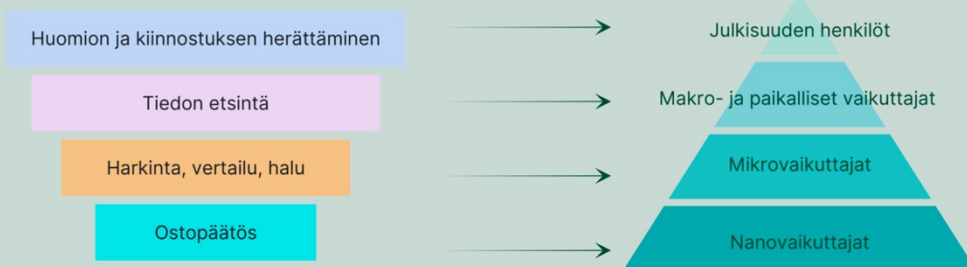 Huomion ja kiinnostuksen herättäminen
Tiedon etsintä
Harkinta, vertailu, halu
Ostopäätös
Julkisuuden henkilöt
Makro- ja paikalliset vaikuttajat
Mikrovaikuttajat
Nanovaikuttajat